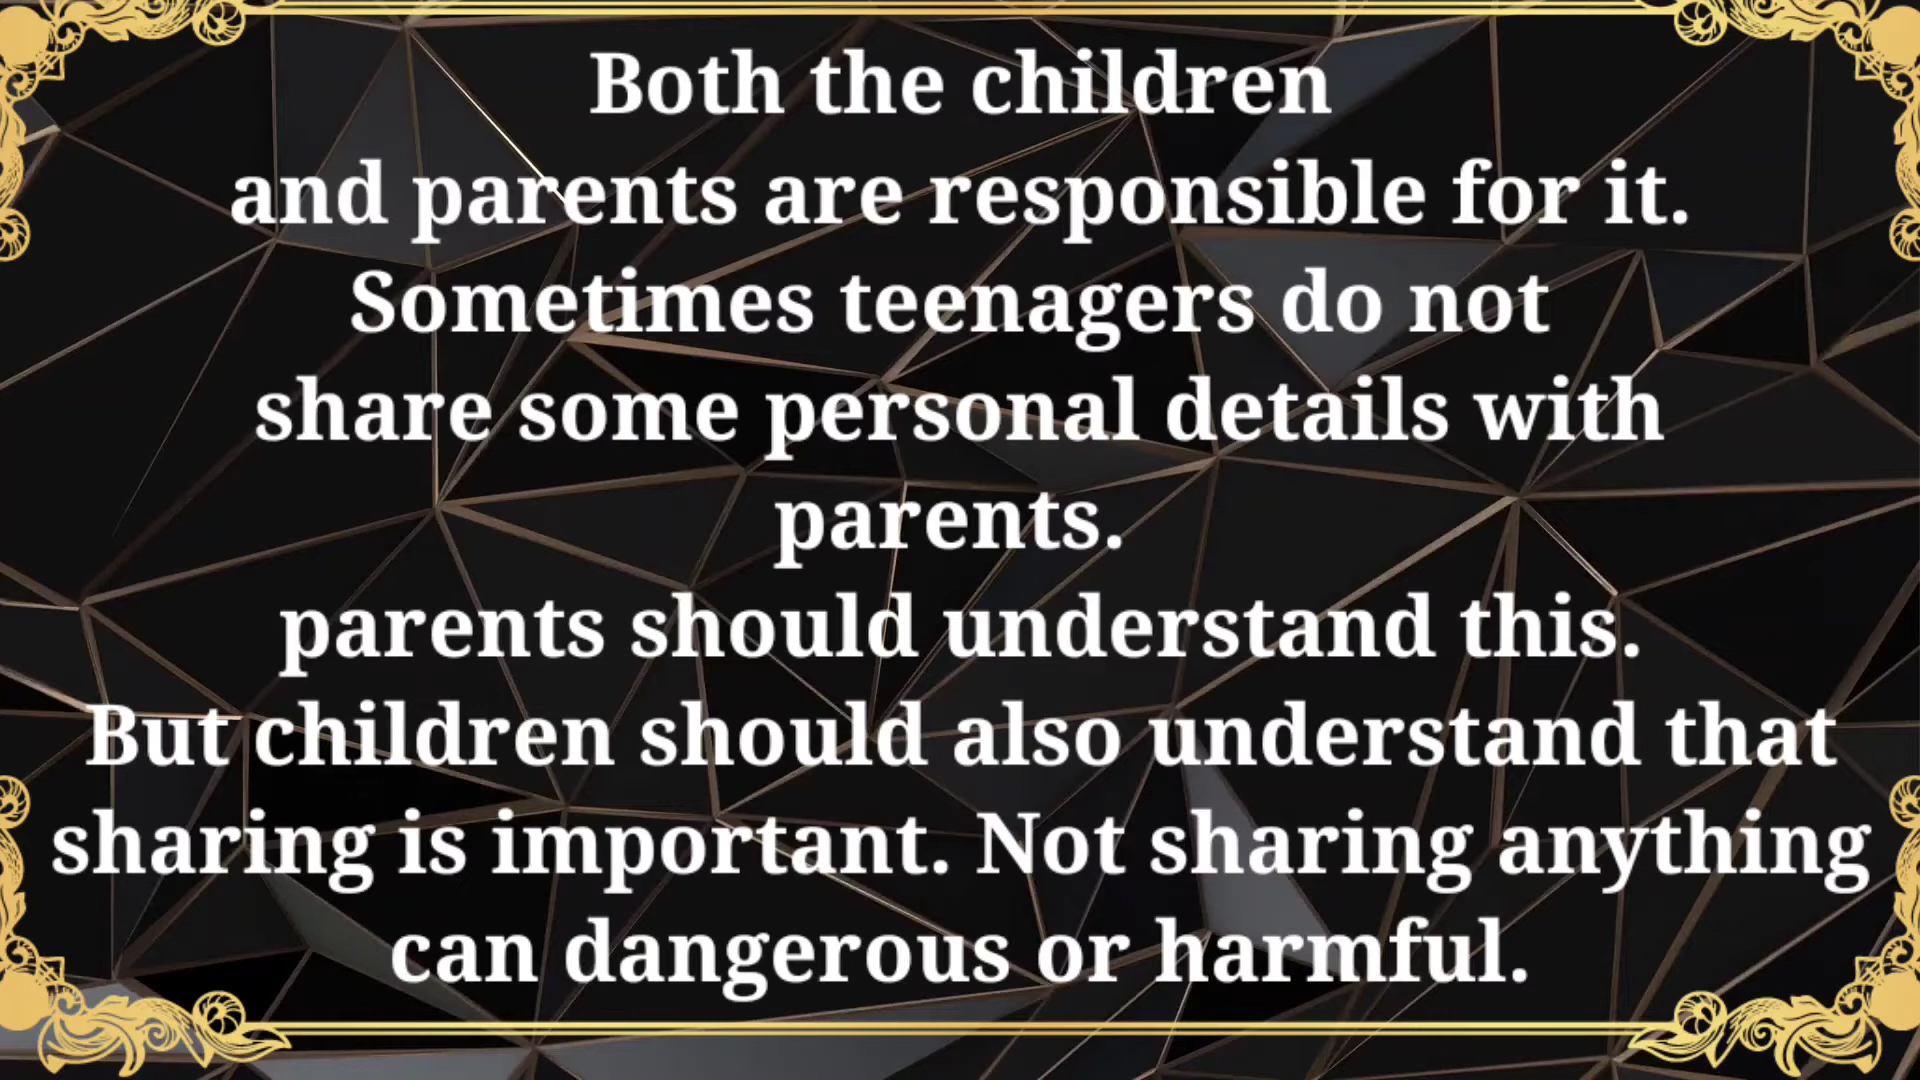 Both the children
and parents are responsible for it.
Sometimes teenagers do not
share some personal details with
parents.
parents should understand this.
But children should also understand that
sharing is important. Not sharing anything
can dangerous or harmful.